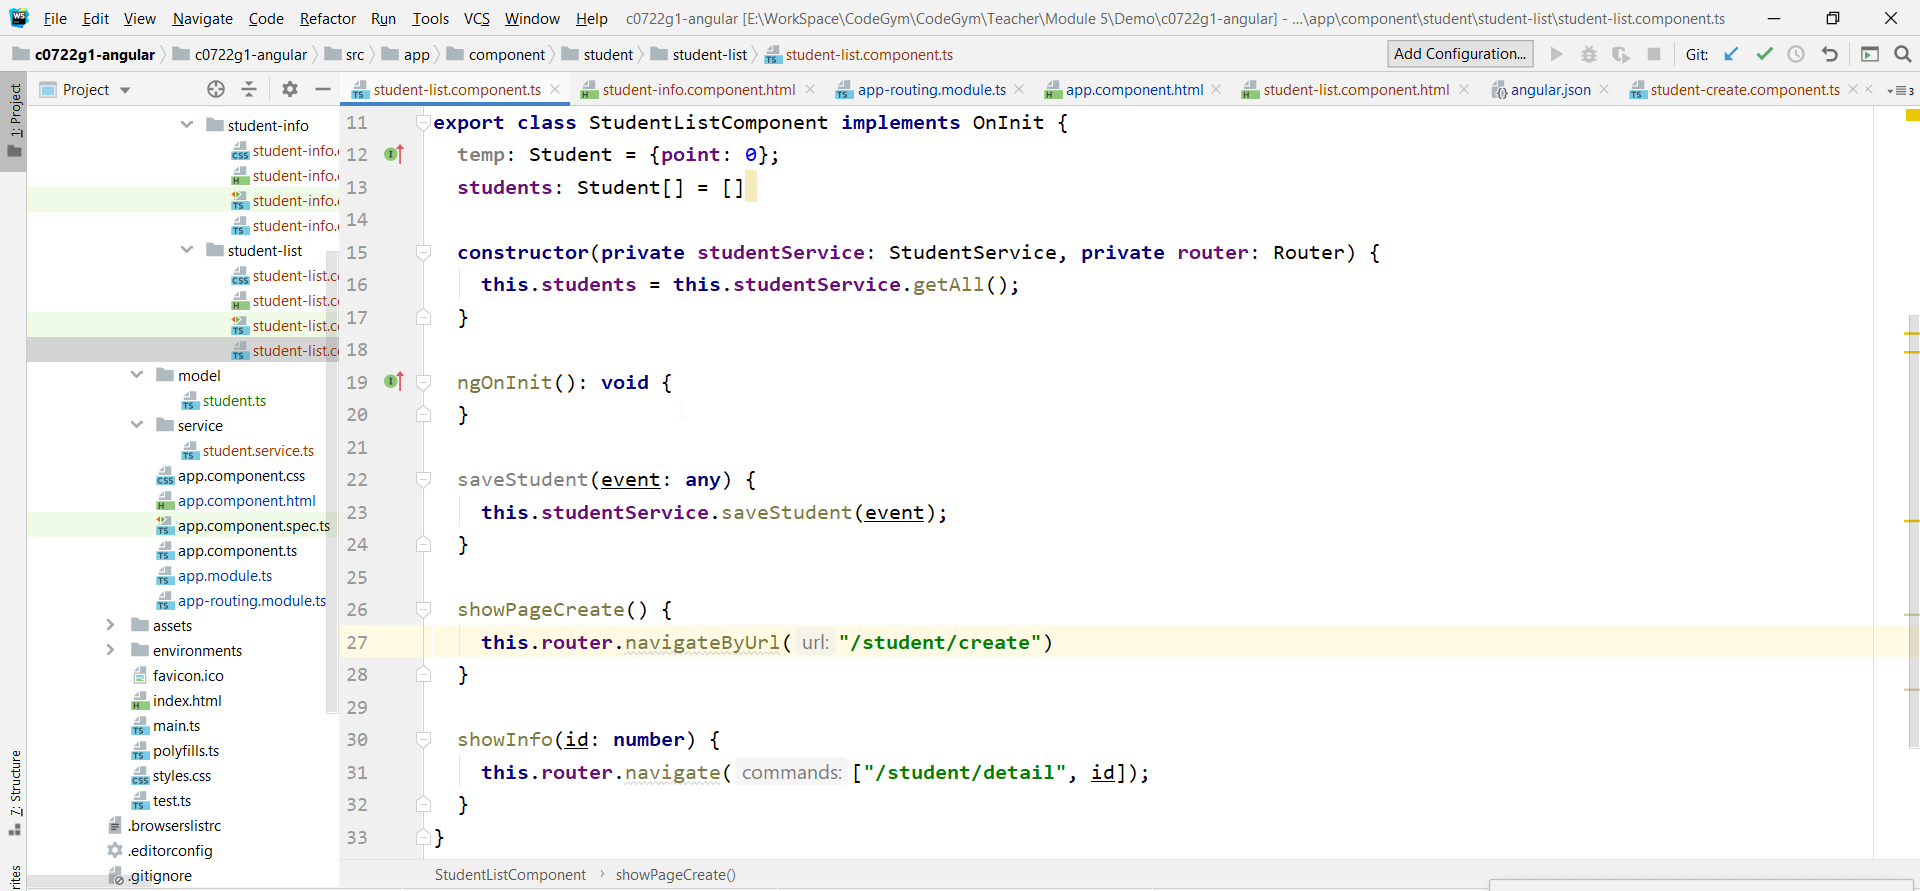 File Edit View Navigate Code Refactor Run Tools VCS Window Help c0722g1-angular [E:\WorkSpace\CodeGym\CodeGym\Teacher\Module 5\Demo\c0722g1-angular] - ...\app\component\student\student-list\student-list.component.ts
c0722g1-angular c0722g1-angular src app component student student-list student-list.component.ts Add Configuration... Git:
Project student-list.component.ts student-info.component.html app-routing.module.ts app.component.html student-list.component.html angular.json student-create.component.ts 3
1: Project
7: Structure
rites
student-info
student-info.
student-info.
student-info.
student-info.
student-list
student-list.c
student-list.c
student-list.c
student-list.c
model
student.ts
service
student.service.ts
app.component.css
app.component.html
app.component.spec.ts
app.component.ts
app.module.ts
app-routing.module.ts
assets
environments
favicon.ico
index.html
main.ts
polyfills.ts
styles.css
test.ts
.browserslistrc
.editorconfig
.gitignore
11 export class StudentListComponent implements OnInit {
12 temp: Student = {point: 0};
13 students: Student[] = []
14
15 constructor(private studentService: StudentService, private router: Router) {
16 this.students = this.studentService.getAll();
17 }
18
19 ngOnInit(): void {
20 }
21
22 saveStudent(event: any) {
23 this.studentService.saveStudent(event);
24 }
25
26 showPageCreate() {
27 this.router.navigateByUrl( url: "/student/create")
28 }
29
30 showInfo(id: number) {
31 this.router.navigate( commands: ["/student/detail", id]);
32 }
33 }
StudentListComponent › showPageCreate()